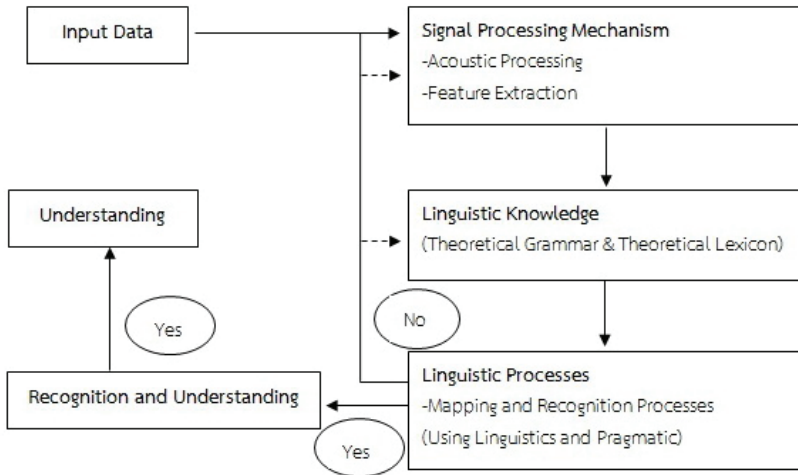 Input Data
Signal Processing Mechanism
-Acoustic Processing
-Feature Extraction
Understanding
Linguistic Knowledge
(Theoretical Grammar & Theoretical Lexicon)
Yes
No
Recognition and Understanding
Linguistic Processes
-Mapping and Recognition Processes
(Using Linguistics and Pragmatic)
Yes